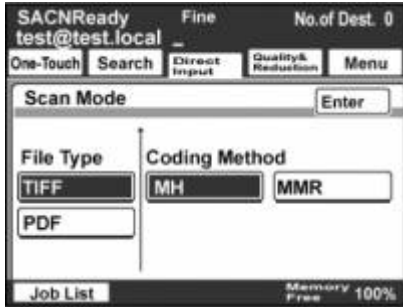 SACNReady Fine No.of Dest. 0
test@test.local _
One-Touch Search Direct Input Quality& Reduction Menu
Scan Mode Enter
File Type Coding Method
TIFF MH MMR
PDF
Job List Memory Free 100%